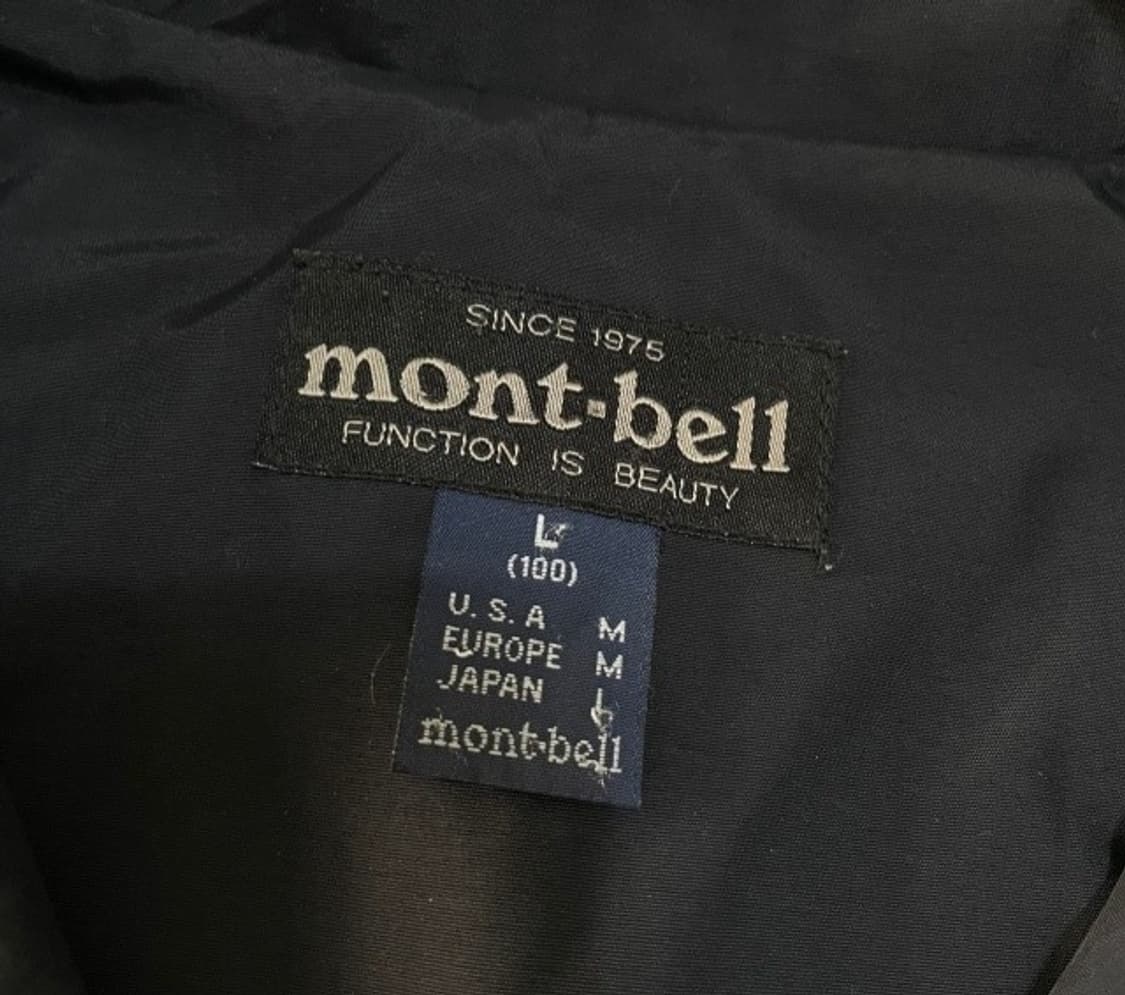 SINCE 1975
mont-bell
FUNCTION IS BEAUTY
L
(100)
U.S.A M
EUROPE M
JAPAN L
mont-bell